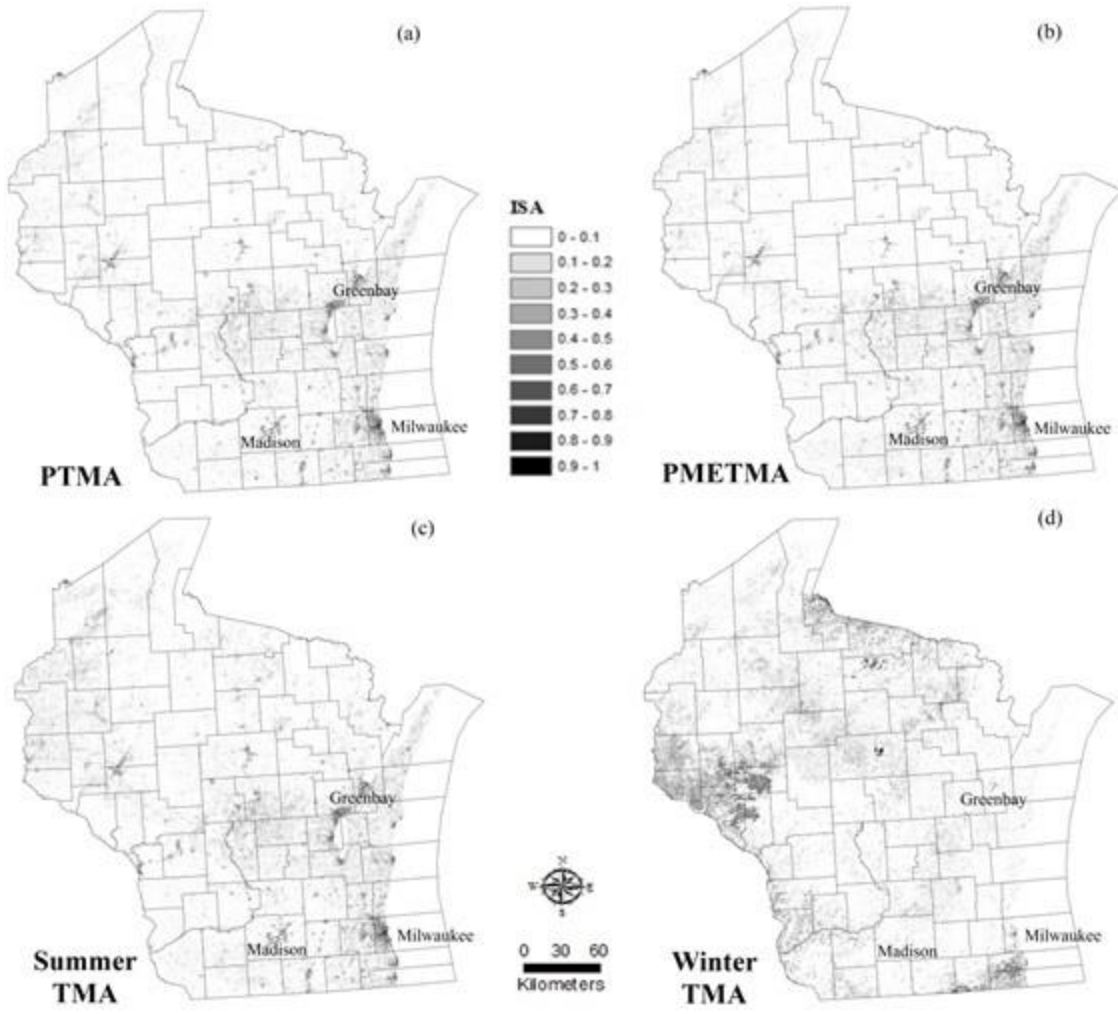 (a)
(b)
Greenbay
Madison
Milwaukee
PTMA
ISA
0 - 0.1
0.1 - 0.2
0.2 - 0.3
0.3 - 0.4
0.4 - 0.5
0.5 - 0.6
0.6 - 0.7
0.7 - 0.8
0.8 - 0.9
0.9 - 1
Greenbay
Madison
Milwaukee
PMETMA
(c)
(d)
Greenbay
Madison
Milwaukee
Summer
TMA
N
W E
S
0 30 60
Kilometers
Greenbay
Madison
Milwaukee
Winter
TMA